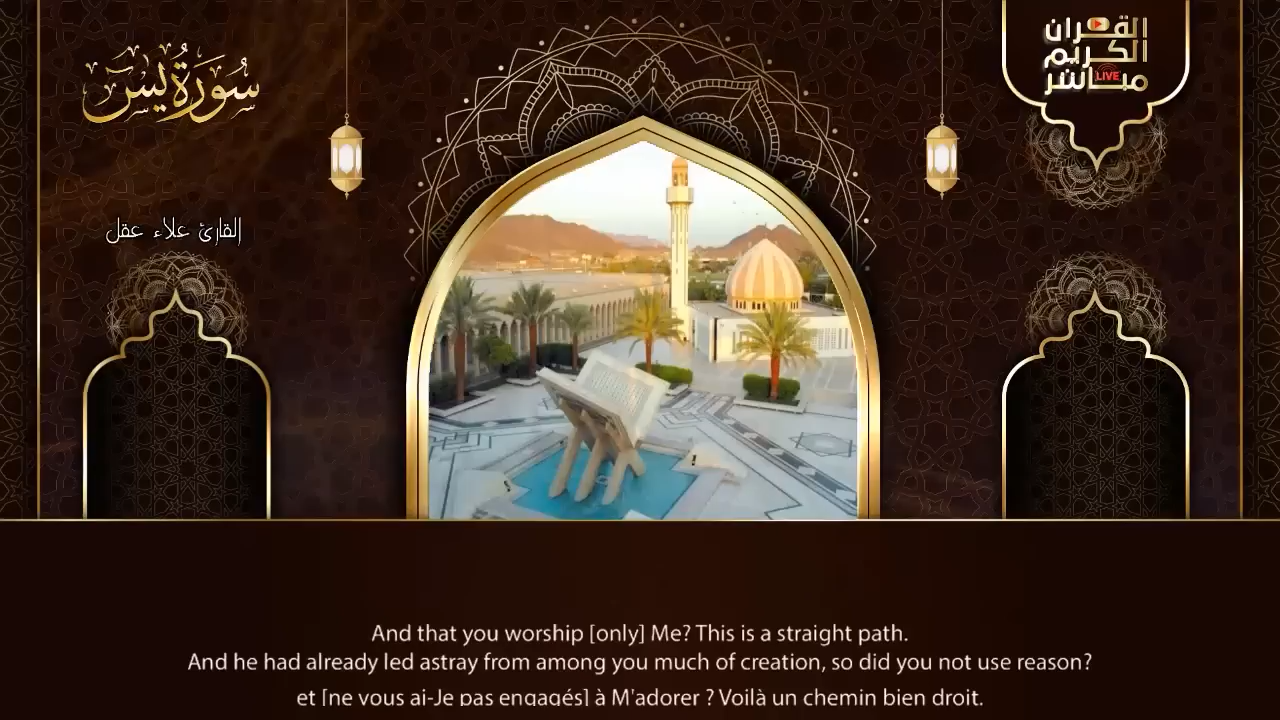 سُورَةُ يس
القرآن
الكريم
مباشر
LIVE
القارئ علاء عقل
And that you worship [only] Me? This is a straight path.
And he had already led astray from among you much of creation, so did you not use reason?
et [ne vous ai-Je pas engagés] à M'adorer ? Voilà un chemin bien droit.